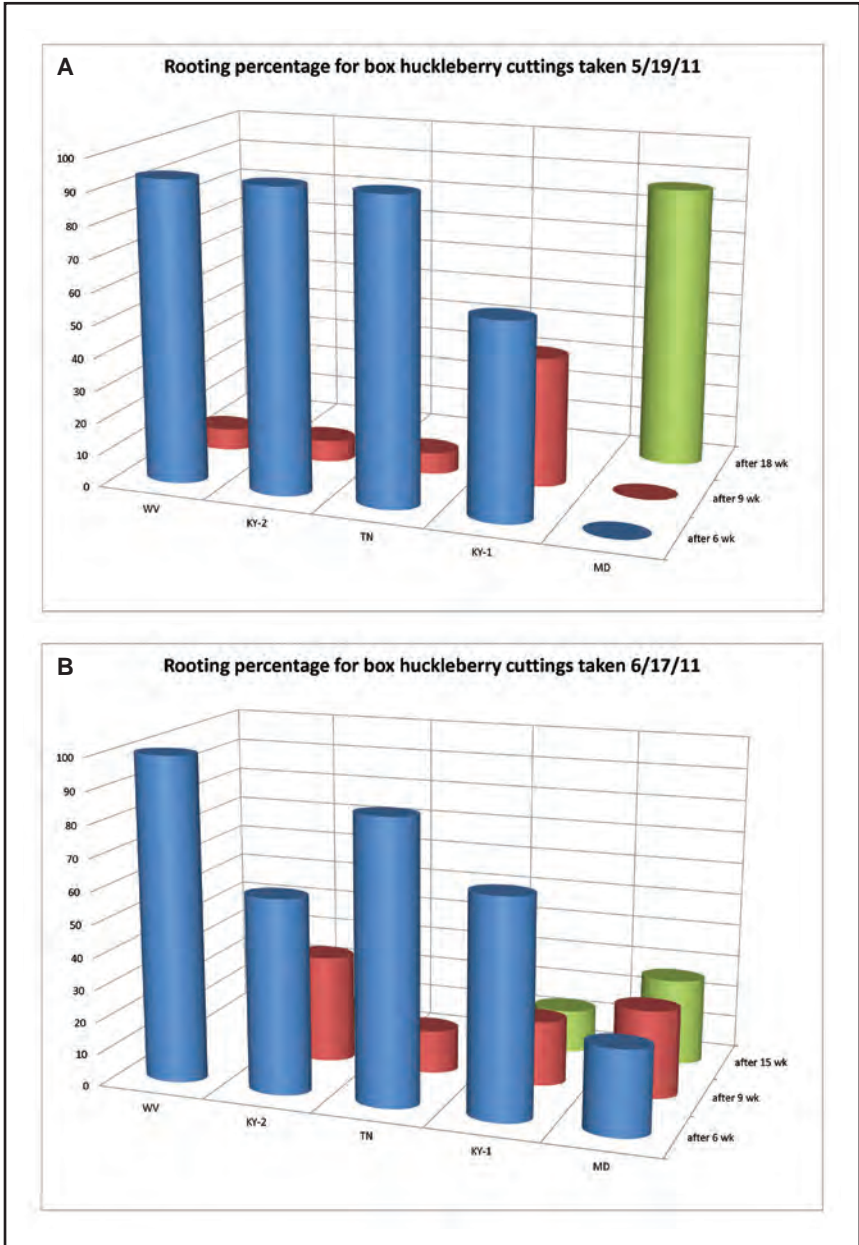 A
Rooting percentage for box huckleberry cuttings taken 5/19/11
100
90
80
70
60
50
40
30
20
10
0
WV
KY-2
TN
KY-1
MD
after 18 wk
after 9 wk
after 6 wk
B
Rooting percentage for box huckleberry cuttings taken 6/17/11
100
90
80
70
60
50
40
30
20
10
0
WV
KY-2
TN
KY-1
MD
after 15 wk
after 9 wk
after 6 wk